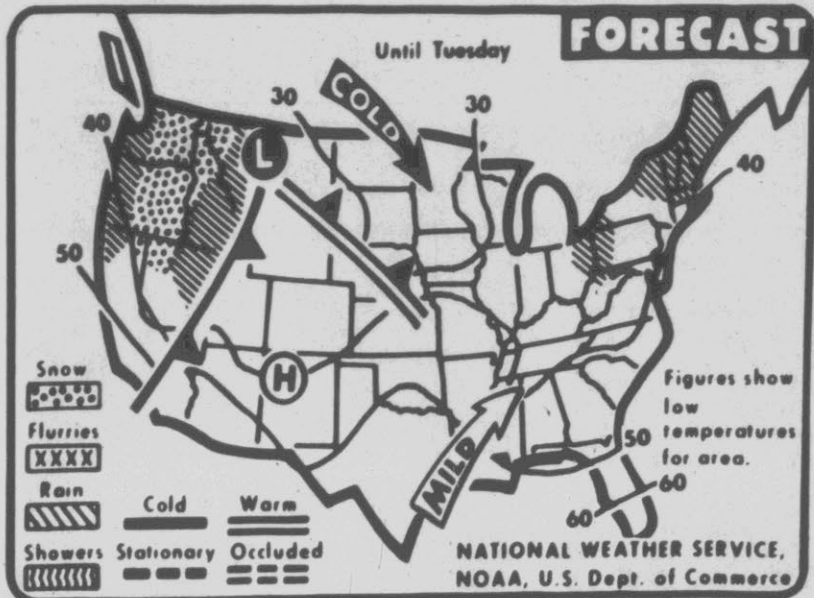 FORECAST
Until Tuesday
COLD
30
30
40
L
40
50
H
Snow
Flurries
XXXX
Rain
Showers
Cold
Warm
Stationary
Occluded
MILD
Figures show
low
temperatures
for area.
50
60
60
NATIONAL WEATHER SERVICE,
NOAA, U.S. Dept. of Commerce